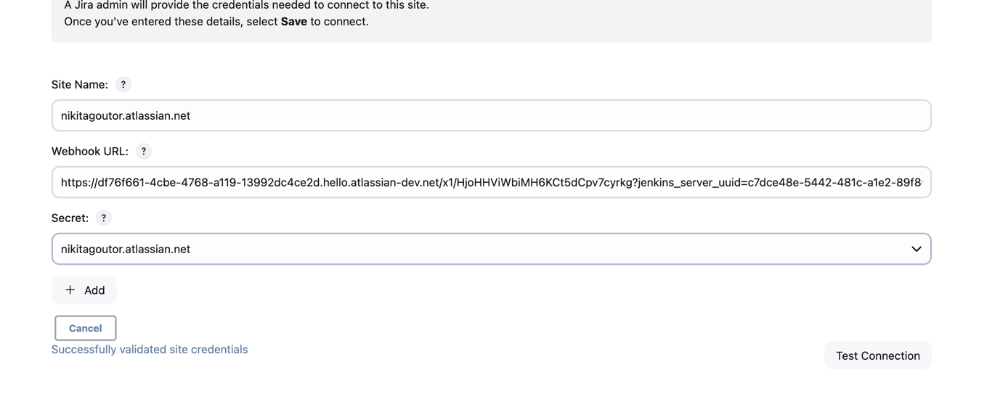 A Jira admin will provide the credentials needed to connect to this site.
Once you've entered these details, select Save to connect.
Site Name: ?
nikitagoutor.atlassian.net
Webhook URL: ?
https://df76f661-4cbe-4768-a119-13992dc4ce2d.hello.atlassian-dev.net/x1/HjoHHViWbiMH6KCt5dCpv7cyrkg?jenkins_server_uuid=c7dce48e-5442-481c-a1e2-89f8
Secret: ?
nikitagoutor.atlassian.net
+ Add
Cancel
Successfully validated site credentials
Test Connection